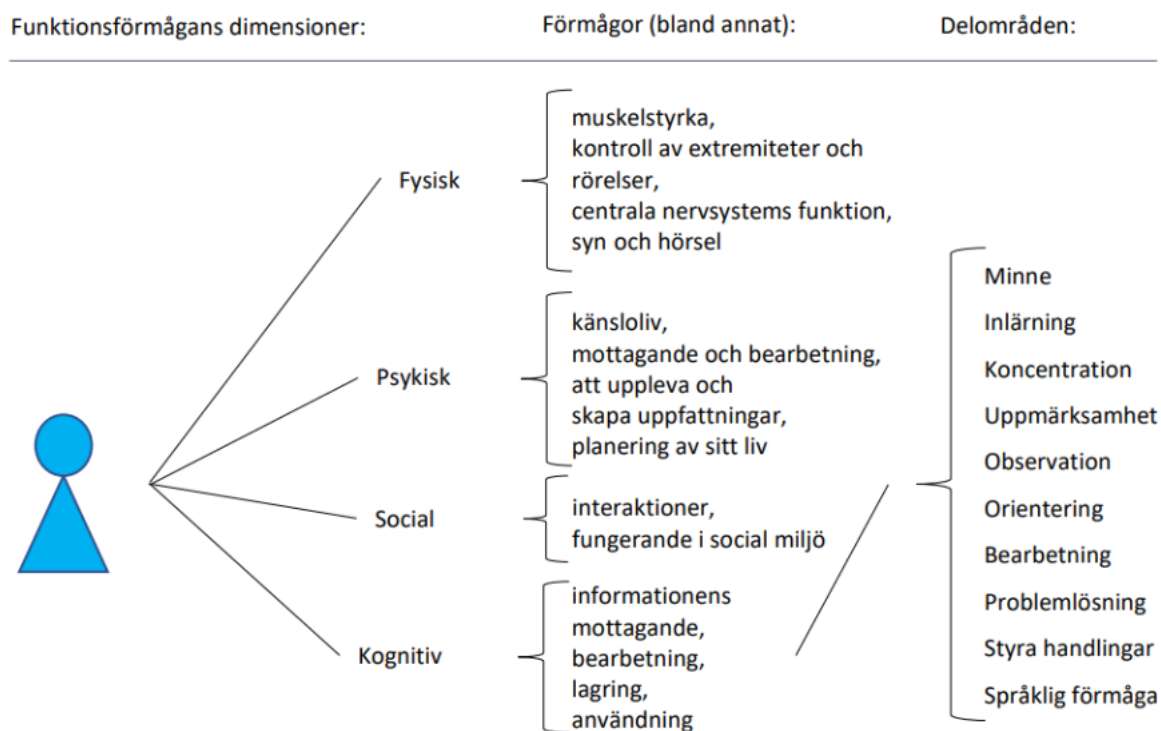 Funktionsförmågans dimensioner:
Förmågor (bland annat):
Delområden:
Fysisk
muskelstyrka,
kontroll av extremiteter och
rörelser,
centrala nervsystems funktion,
syn och hörsel
Psykisk
känsloliv,
mottagande och bearbetning,
att uppleva och
skapa uppfattningar,
planering av sitt liv
Social
interaktioner,
fungerande i social miljö
Kognitiv
informationens
mottagande,
bearbetning,
lagring,
användning
Minne
Inlärning
Koncentration
Uppmärksamhet
Observation
Orientering
Bearbetning
Problemlösning
Styra handlingar
Språklig förmåga